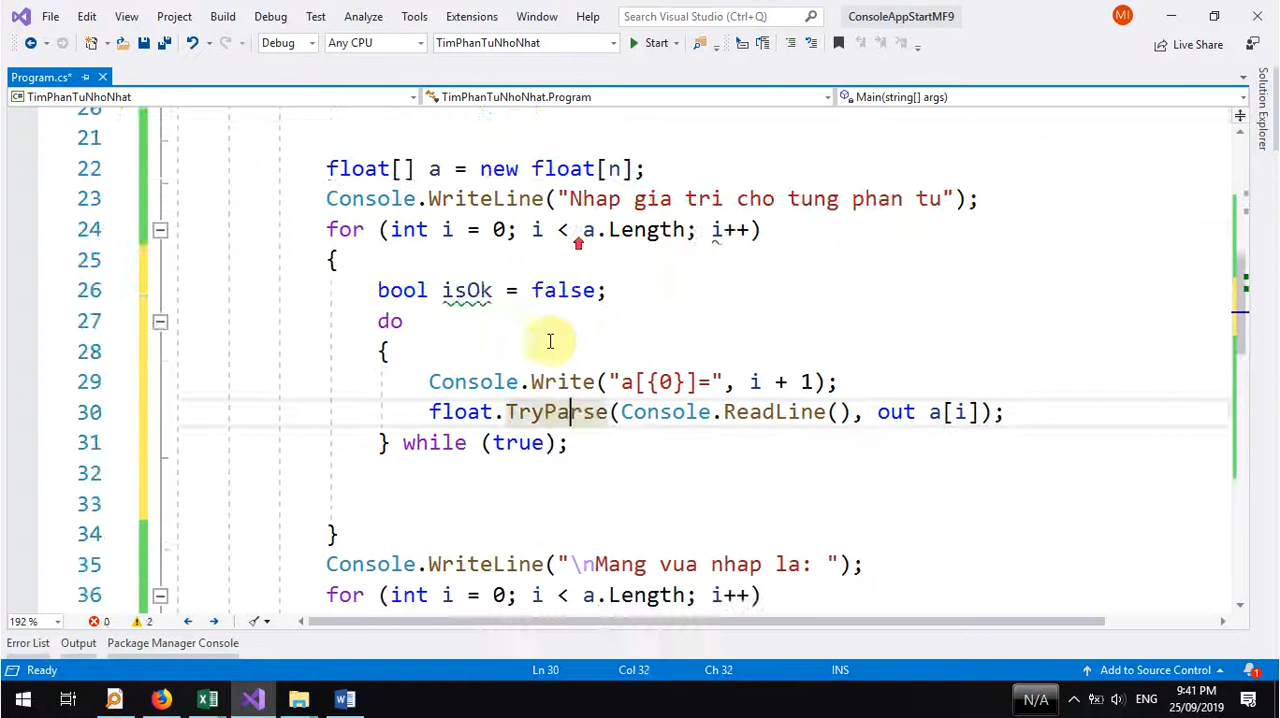 File Edit View Project Build Debug Test Analyze Tools Extensions Window Help Search Visual Studio (Ctrl+Q) ConsoleAppStartMF9 MI
Debug Any CPU TimPhanTuNhoNhat Start Live Share
Program.cs*
TimPhanTuNhoNhat TimPhanTuNhoNhat.Program Main(string[] args)
Solution Explorer
20
21
22 float[] a = new float[n];
23 Console.WriteLine("Nhap gia tri cho tung phan tu");
24 for (int i = 0; i < a.Length; i++)
25 {
26 bool isOk = false;
27 do
28 {
29 Console.Write("a[{0}]=", i + 1);
30 float.TryParse(Console.ReadLine(), out a[i]);
31 } while (true);
32
33
34 }
35 Console.WriteLine("\nMang vua nhap la: ");
36 for (int i = 0; i < a.Length; i++)
192 % 0 2
Error List Output Package Manager Console
Ready Ln 30 Col 32 Ch 32 INS Add to Source Control 1
N/A ENG 9:41 PM
25/09/2019